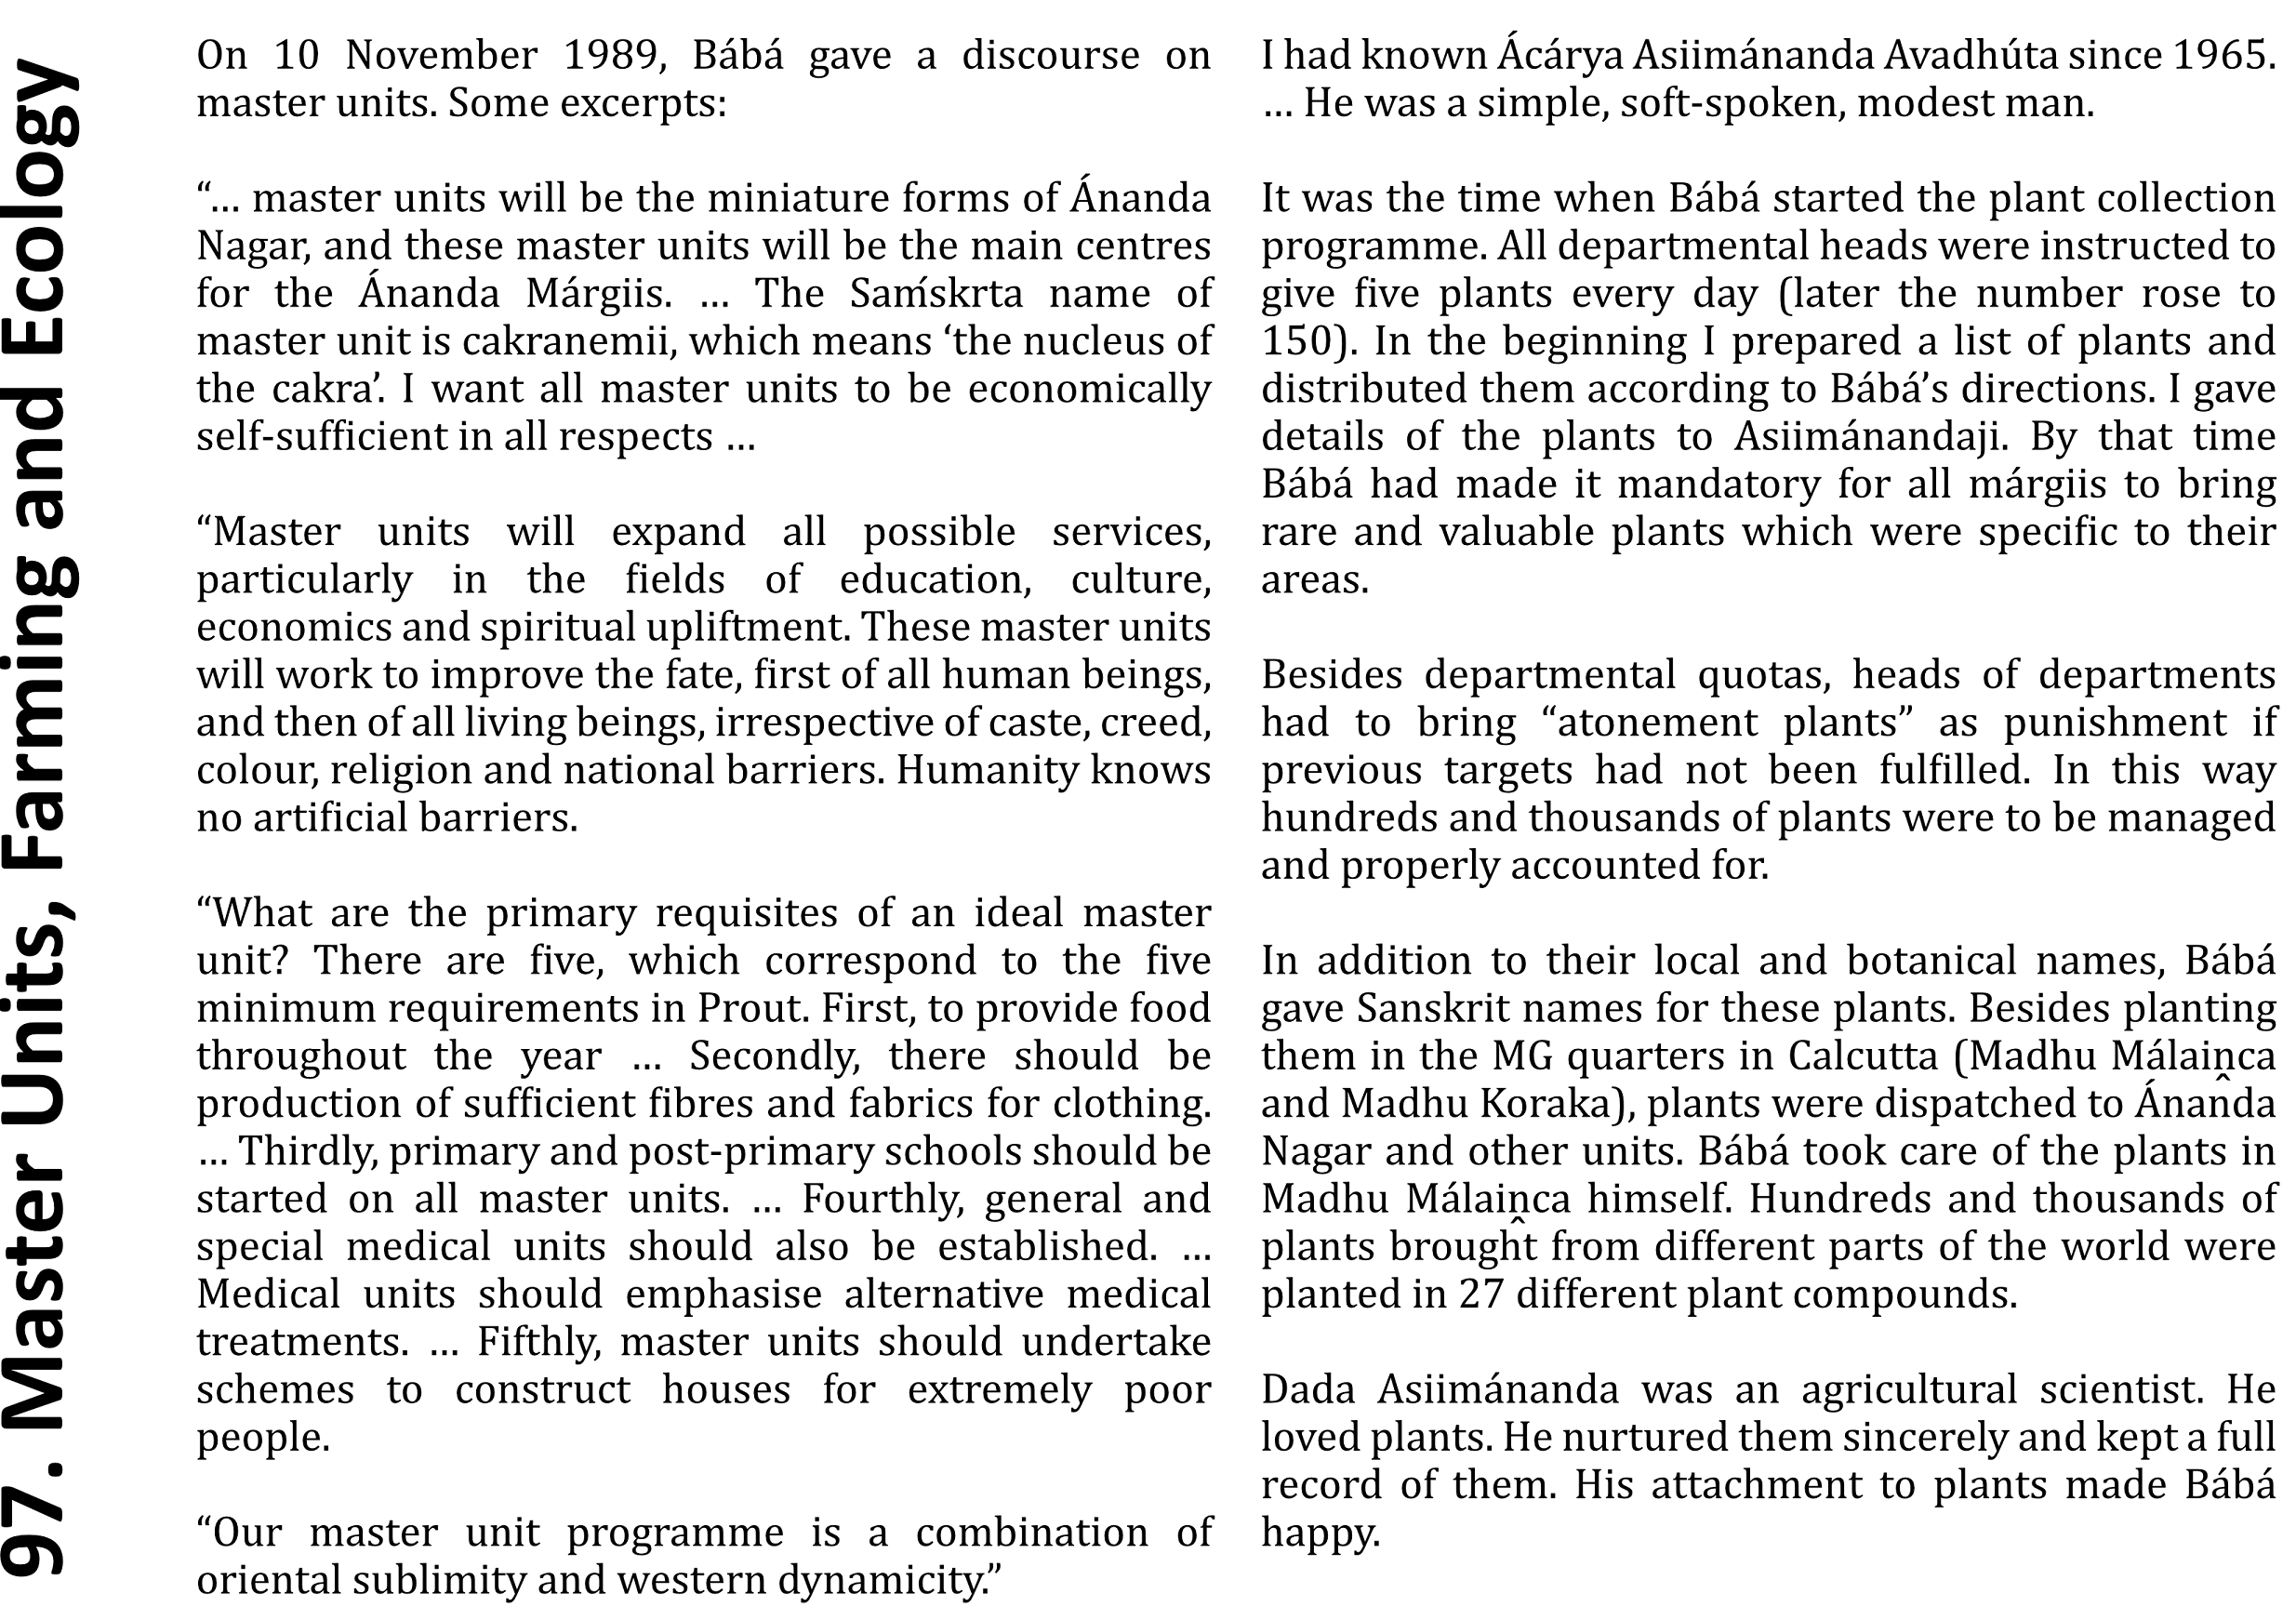 97. Master Units, Farming and Ecology
On 10 November 1989, Bábá gave a discourse on
master units. Some excerpts:
“… master units will be the miniature forms of Ánanda
Nagar, and these master units will be the main centres
for the Ánanda Márgiis. … The Saḿskrta name of
master unit is cakranemii, which means ‘the nucleus of
the cakra’. I want all master units to be economically
self-sufficient in all respects …
“Master units will expand all possible services,
particularly in the fields of education, culture,
economics and spiritual upliftment. These master units
will work to improve the fate, first of all human beings,
and then of all living beings, irrespective of caste, creed,
colour, religion and national barriers. Humanity knows
no artificial barriers.
“What are the primary requisites of an ideal master
unit? There are five, which correspond to the five
minimum requirements in Prout. First, to provide food
throughout the year … Secondly, there should be
production of sufficient fibres and fabrics for clothing.
… Thirdly, primary and post-primary schools should be
started on all master units. … Fourthly, general and
special medical units should also be established. …
Medical units should emphasise alternative medical
treatments. … Fifthly, master units should undertake
schemes to construct houses for extremely poor
people.
“Our master unit programme is a combination of
oriental sublimity and western dynamicity.”
I had known Ácárya Asiimánanda Avadhúta since 1965.
… He was a simple, soft-spoken, modest man.
It was the time when Bábá started the plant collection
programme. All departmental heads were instructed to
give five plants every day (later the number rose to
150). In the beginning I prepared a list of plants and
distributed them according to Bábá’s directions. I gave
details of the plants to Asiimánandaji. By that time
Bábá had made it mandatory for all márgiis to bring
rare and valuable plants which were specific to their
areas.
Besides departmental quotas, heads of departments
had to bring “atonement plants” as punishment if
previous targets had not been fulfilled. In this way
hundreds and thousands of plants were to be managed
and properly accounted for.
In addition to their local and botanical names, Bábá
gave Sanskrit names for these plants. Besides planting
them in the MG quarters in Calcutta (Madhu Málaiṋca
and Madhu Koraka), plants were dispatched to Ánanda
Nagar and other units. Bábá took care of the plants in
Madhu Málaiṋca himself. Hundreds and thousands of
plants brought from different parts of the world were
planted in 27 different plant compounds.
Dada Asiimánanda was an agricultural scientist. He
loved plants. He nurtured them sincerely and kept a full
record of them. His attachment to plants made Bábá
happy.